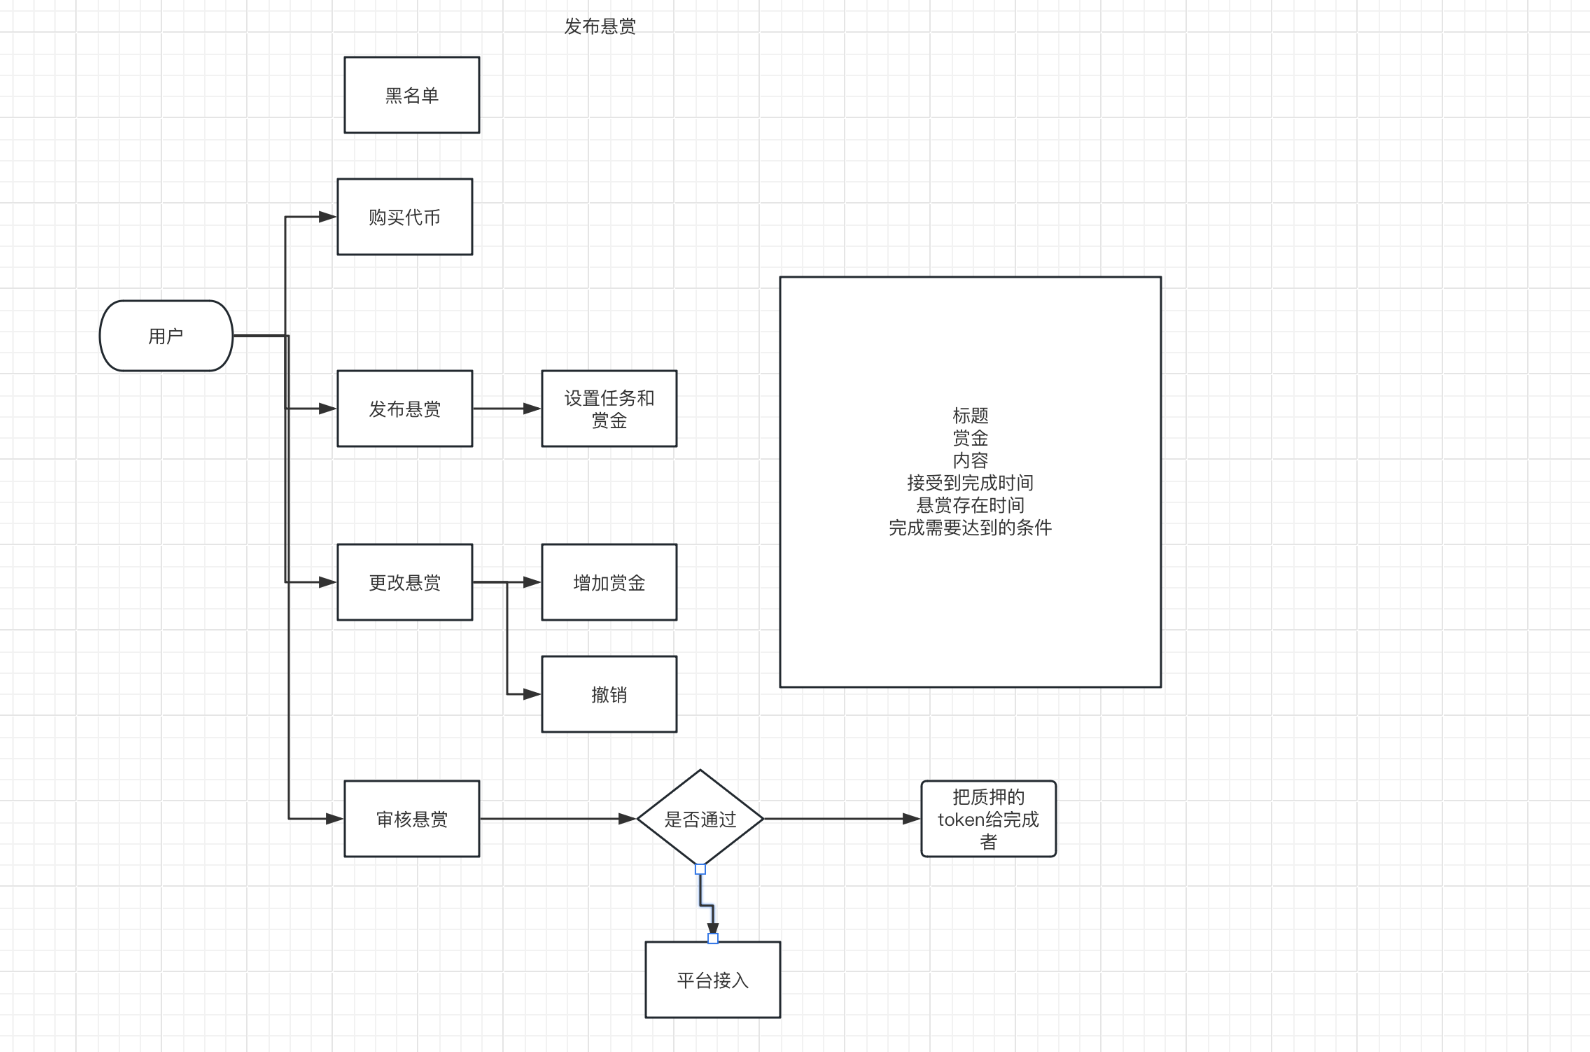 发布悬赏
黑名单
购买代币
用户
发布悬赏
设置任务和
赏金
标题
赏金
内容
接受到完成时间
悬赏存在时间
完成需要达到的条件
更改悬赏
增加赏金
撤销
审核悬赏
是否通过
把质押的
token给完成
者
平台接入